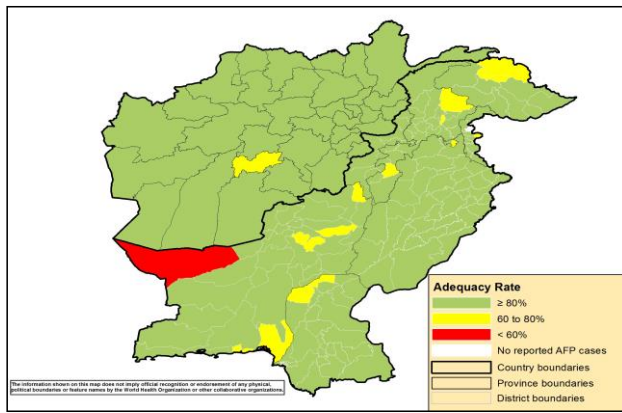 Adequacy Rate
≥ 80%
60 to 80%
< 60%
No reported AFP cases
Country boundaries
Province boundaries
District boundaries
The information shown on this map does not imply official recognition or endorsement of any physical,
political boundaries or feature names by the World Health Organization or other collaborative organizations.